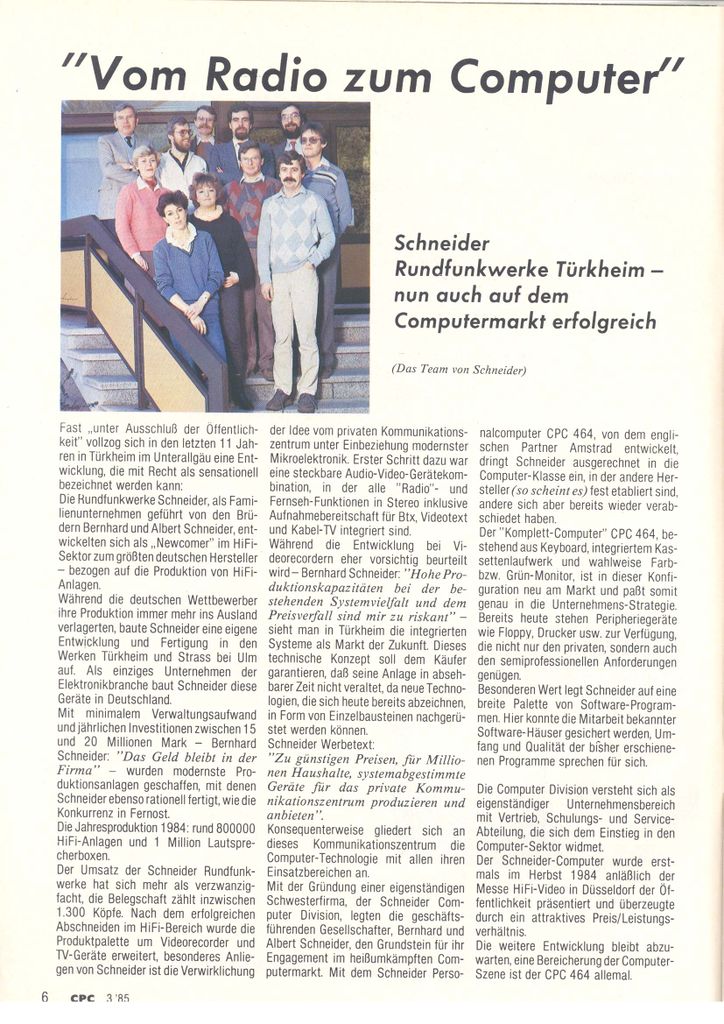 "Vom Radio zum Computer"
Schneider
Rundfunkwerke Türkheim –
nun auch auf dem
Computermarkt erfolgreich
(Das Team von Schneider)
Fast „unter Ausschluß der Öffentlich-
keit" vollzog sich in den letzten 11 Jah-
ren in Türkheim im Unterallgäu eine Ent-
wicklung, die mit Recht als sensationell
bezeichnet werden kann:
Die Rundfunkwerke Schneider, als Fami-
lienunternehmen geführt von den Brü-
dern Bernhard und Albert Schneider, ent-
wickelten sich als „Newcomer" im HiFi-
Sektor zum größten deutschen Hersteller
– bezogen auf die Produktion von HiFi-
Anlagen.
Während die deutschen Wettbewerber
ihre Produktion immer mehr ins Ausland
verlagerten, baute Schneider eine eigene
Entwicklung und Fertigung in den
Werken Türkheim und Strass bei Ulm
auf. Als einziges Unternehmen der
Elektronikbranche baut Schneider diese
Geräte in Deutschland.
Mit minimalem Verwaltungsaufwand
und jährlichen Investitionen zwischen 15
und 20 Millionen Mark – Bernhard
Schneider: "Das Geld bleibt in der
Firma" – wurden modernste Pro-
duktionsanlagen geschaffen, mit denen
Schneider ebenso rationell fertigt, wie die
Konkurrenz in Fernost.
Die Jahresproduktion 1984: rund 800000
HiFi-Anlagen und 1 Million Lautspre-
cherboxen.
Der Umsatz der Schneider Rundfunk-
werke hat sich mehr als verzwanzig-
facht, die Belegschaft zählt inzwischen
1.300 Köpfe. Nach dem erfolgreichen
Abschneiden im HiFi-Bereich wurde die
Produktpalette um Videorecorder und
TV-Geräte erweitert, besonderes Anlie-
gen von Schneider ist die Verwirklichung
der Idee vom privaten Kommunikations-
zentrum unter Einbeziehung modernster
Mikroelektronik. Erster Schritt dazu war
eine steckbare Audio-Video-Gerätekom-
bination, in der alle "Radio"- und
Fernseh-Funktionen in Stereo inklusive
Aufnahmebereitschaft für Btx, Videotext
und Kabel-TV integriert sind.
Während die Entwicklung bei Vi-
deorecordern eher vorsichtig beurteilt
wird – Bernhard Schneider: "Hohe Pro-
duktionskapazitäten bei der be-
stehenden Systemvielfalt und dem
Preisverfall sind mir zu riskant" –
sieht man in Türkheim die integrierten
Systeme als Markt der Zukunft. Dieses
technische Konzept soll dem Käufer
garantieren, daß seine Anlage in abseh-
barer Zeit nicht veraltet, da neue Techno-
logien, die sich heute bereits abzeichnen,
in Form von Einzelbausteinen nachgerü-
stet werden können.
Schneider Werbetext:
"Zu günstigen Preisen, für Millio-
nen Haushalte, systemabgestimmte
Geräte für das private Kommu-
nikationszentrum produzieren und
anbieten".
Konsequenterweise gliedert sich an
dieses Kommunikationszentrum die
Computer-Technologie mit allen ihren
Einsatzbereichen an.
Mit der Gründung einer eigenständigen
Schwesterfirma, der Schneider Com-
puter Division, legten die geschäfts-
führenden Gesellschafter, Bernhard und
Albert Schneider, den Grundstein für ihr
Engagement im heißumkämpften Com-
putermarkt. Mit dem Schneider Perso-
nalcomputer CPC 464, von dem engli-
schen Partner Amstrad entwickelt,
dringt Schneider ausgerechnet in die
Computer-Klasse ein, in der andere Her-
steller (so scheint es) fest etabliert sind,
andere sich aber bereits wieder verab-
schiedet haben.
Der "Komplett-Computer" CPC 464, be-
stehend aus Keyboard, integriertem Kas-
settenlaufwerk und wahlweise Farb-
bzw. Grün-Monitor, ist in dieser Konfi-
guration neu am Markt und paßt somit
genau in die Unternehmens-Strategie.
Bereits heute stehen Peripheriegeräte
wie Floppy, Drucker usw. zur Verfügung,
die nicht nur den privaten, sondern auch
den semiprofessionellen Anforderungen
genügen.
Besonderen Wert legt Schneider auf eine
breite Palette von Software-Program-
men. Hier konnte die Mitarbeit bekannter
Software-Häuser gesichert werden, Um-
fang und Qualität der bisher erschiene-
nen Programme sprechen für sich.
Die Computer Division versteht sich als
eigenständiger Unternehmensbereich
mit Vertrieb, Schulungs- und Service-
Abteilung, die sich dem Einstieg in den
Computer-Sektor widmet.
Der Schneider-Computer wurde erst-
mals im Herbst 1984 anläßlich der
Messe HiFi-Video in Düsseldorf der Öf-
fentlichkeit präsentiert und überzeugte
durch ein attraktives Preis/Leistungs-
verhältnis.
Die weitere Entwicklung bleibt abzu-
warten, eine Bereicherung der Computer-
Szene ist der CPC 464 allemal.
6 CPC 3'85